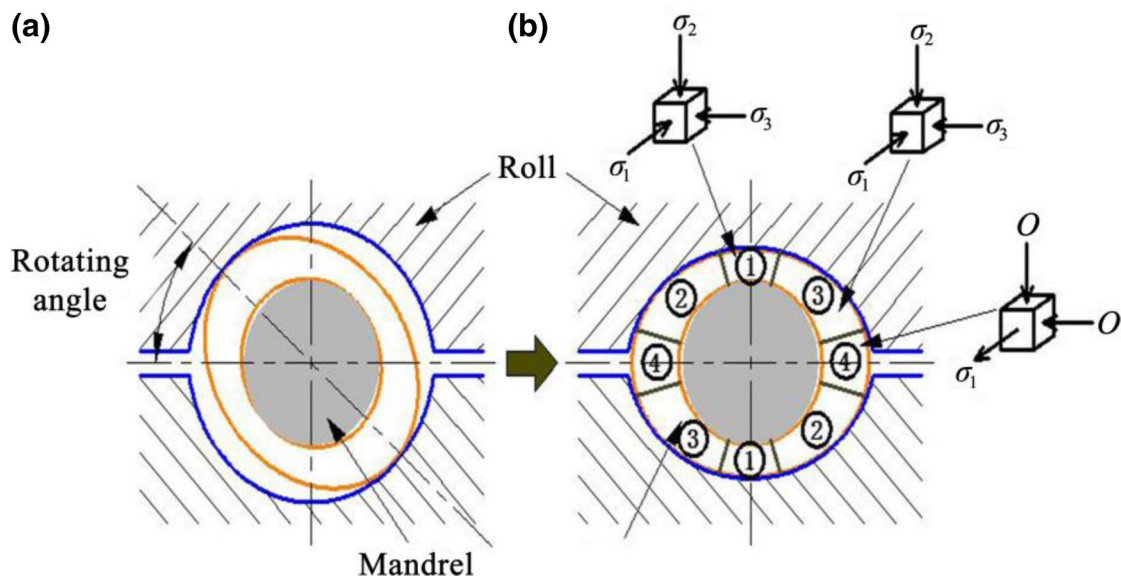 (a)
(b)
σ2
σ2
σ3
σ3
σ1
σ1
Roll
Rotating
angle
O
O
σ1
①
②
③
④
④
③
②
①
Mandrel